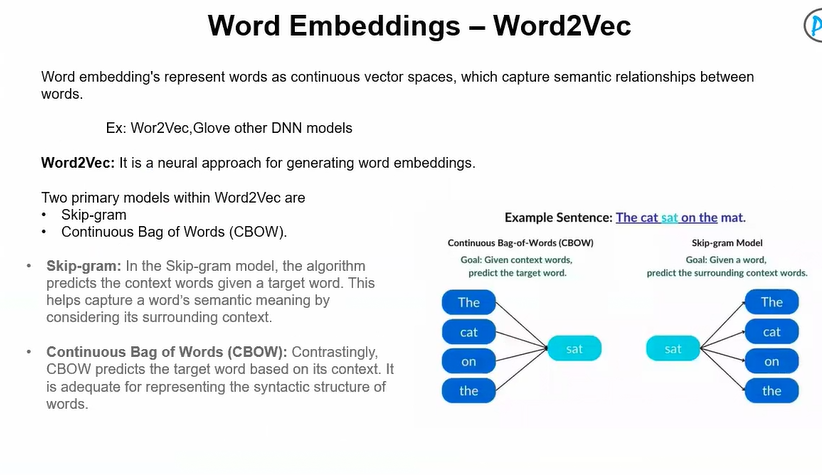 Word Embeddings – Word2Vec
Word embedding's represent words as continuous vector spaces, which capture semantic relationships between
words.
Ex: Wor2Vec,Glove other DNN models
Word2Vec: It is a neural approach for generating word embeddings.
Two primary models within Word2Vec are
• Skip-gram
• Continuous Bag of Words (CBOW).
• Skip-gram: In the Skip-gram model, the algorithm
predicts the context words given a target word. This
helps capture a word's semantic meaning by
considering its surrounding context.
• Continuous Bag of Words (CBOW): Contrastingly,
CBOW predicts the target word based on its context. It
is adequate for representing the syntactic structure of
words.
Example Sentence: The cat sat on the mat.
Continuous Bag-of-Words (CBOW)
Goal: Given context words,
predict the target word.
The
cat
on
the
sat
Skip-gram Model
Goal: Given a word,
predict the surrounding context words.
sat
The
cat
on
the